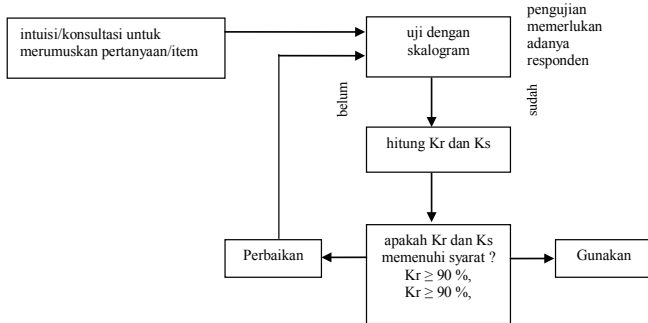 intuisi/konsultasi untuk
merumuskan pertanyaan/item
uji dengan
skalogram
pengujian
memerlukan
adanya
responden
belum
sudah
hitung Kr dan Ks
Perbaikan
apakah Kr dan Ks
memenuhi syarat ?
Kr ≥ 90 %,
Kr ≥ 90 %,
Gunakan